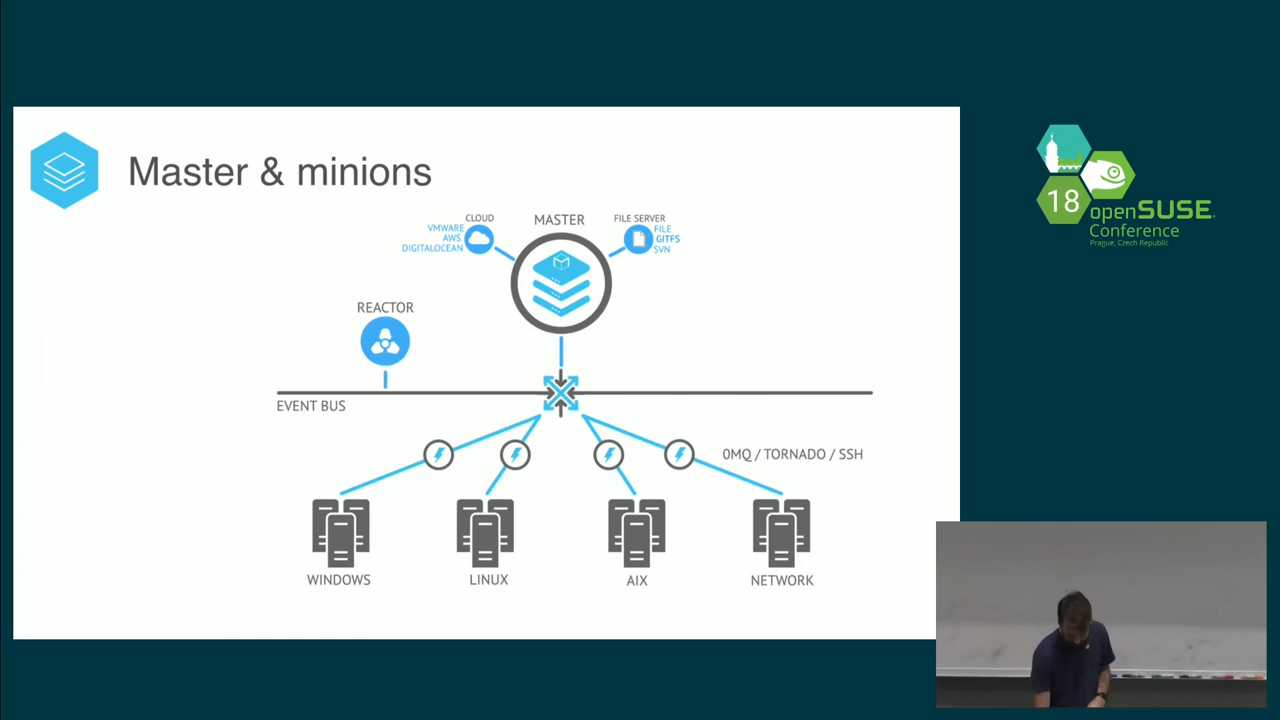 Master & minions
CLOUD
VMWARE
AWS
DIGITALOCEAN
MASTER
FILE SERVER
FILE
GITFS
SVN
REACTOR
EVENT BUS
0MQ / TORNADO / SSH
WINDOWS
LINUX
AIX
NETWORK
18
openSUSE
Conference
Prague, Czech Republic